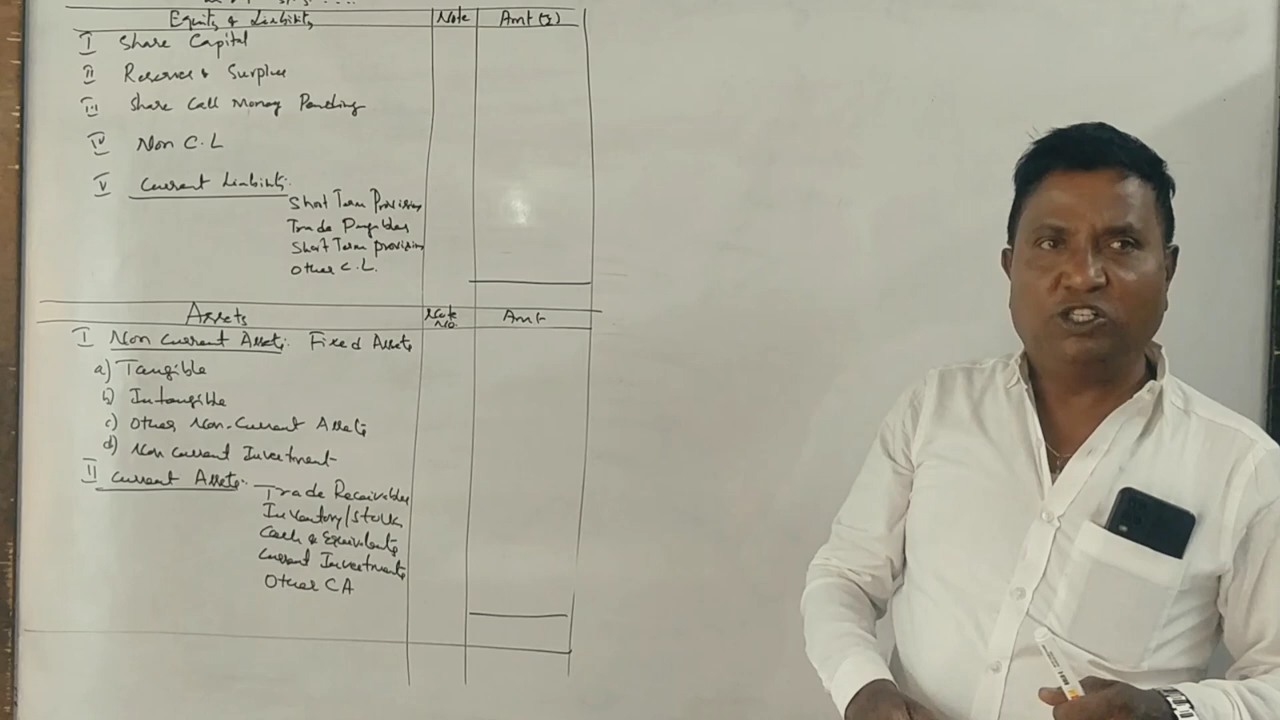 Equity & Liability Note Amt (₹)
I Share Capital
II Reserves & Surplus
III Share Call Money Pending
IV Non C.L
V Current Liability:
Short Term Provision
Trade Payables
Short Term provision
Other C.L.
Assets Note No. Amt
I Non Current Assets: Fixed Assets
a) Tangible
b) Intangible
c) Other Non-Current Assets
d) Non Current Investment
II Current Assets:
Trade Receivables
Inventory/Stock
Cash & Equivalents
Current Investments
Other CA